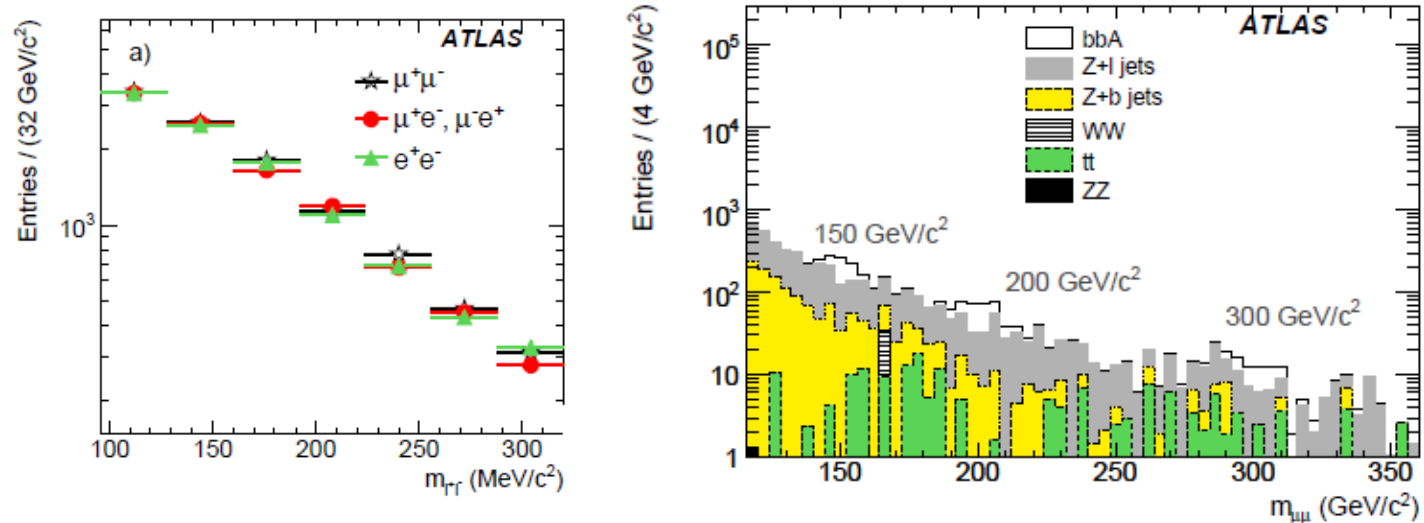 Entries / (32 GeV/c²)
a)
ATLAS
μ⁺μ⁻
μ⁺e⁻, μ⁻e⁺
e⁺e⁻
10³
100 150 200 250 300
m_l⁺l⁻ (MeV/c²)
Entries / (4 GeV/c²)
ATLAS
bbA
Z+l jets
Z+b jets
WW
tt
ZZ
10⁵
10⁴
10³
10²
10
1
150 GeV/c²
200 GeV/c²
300 GeV/c²
150 200 250 300 350
m_μμ (GeV/c²)